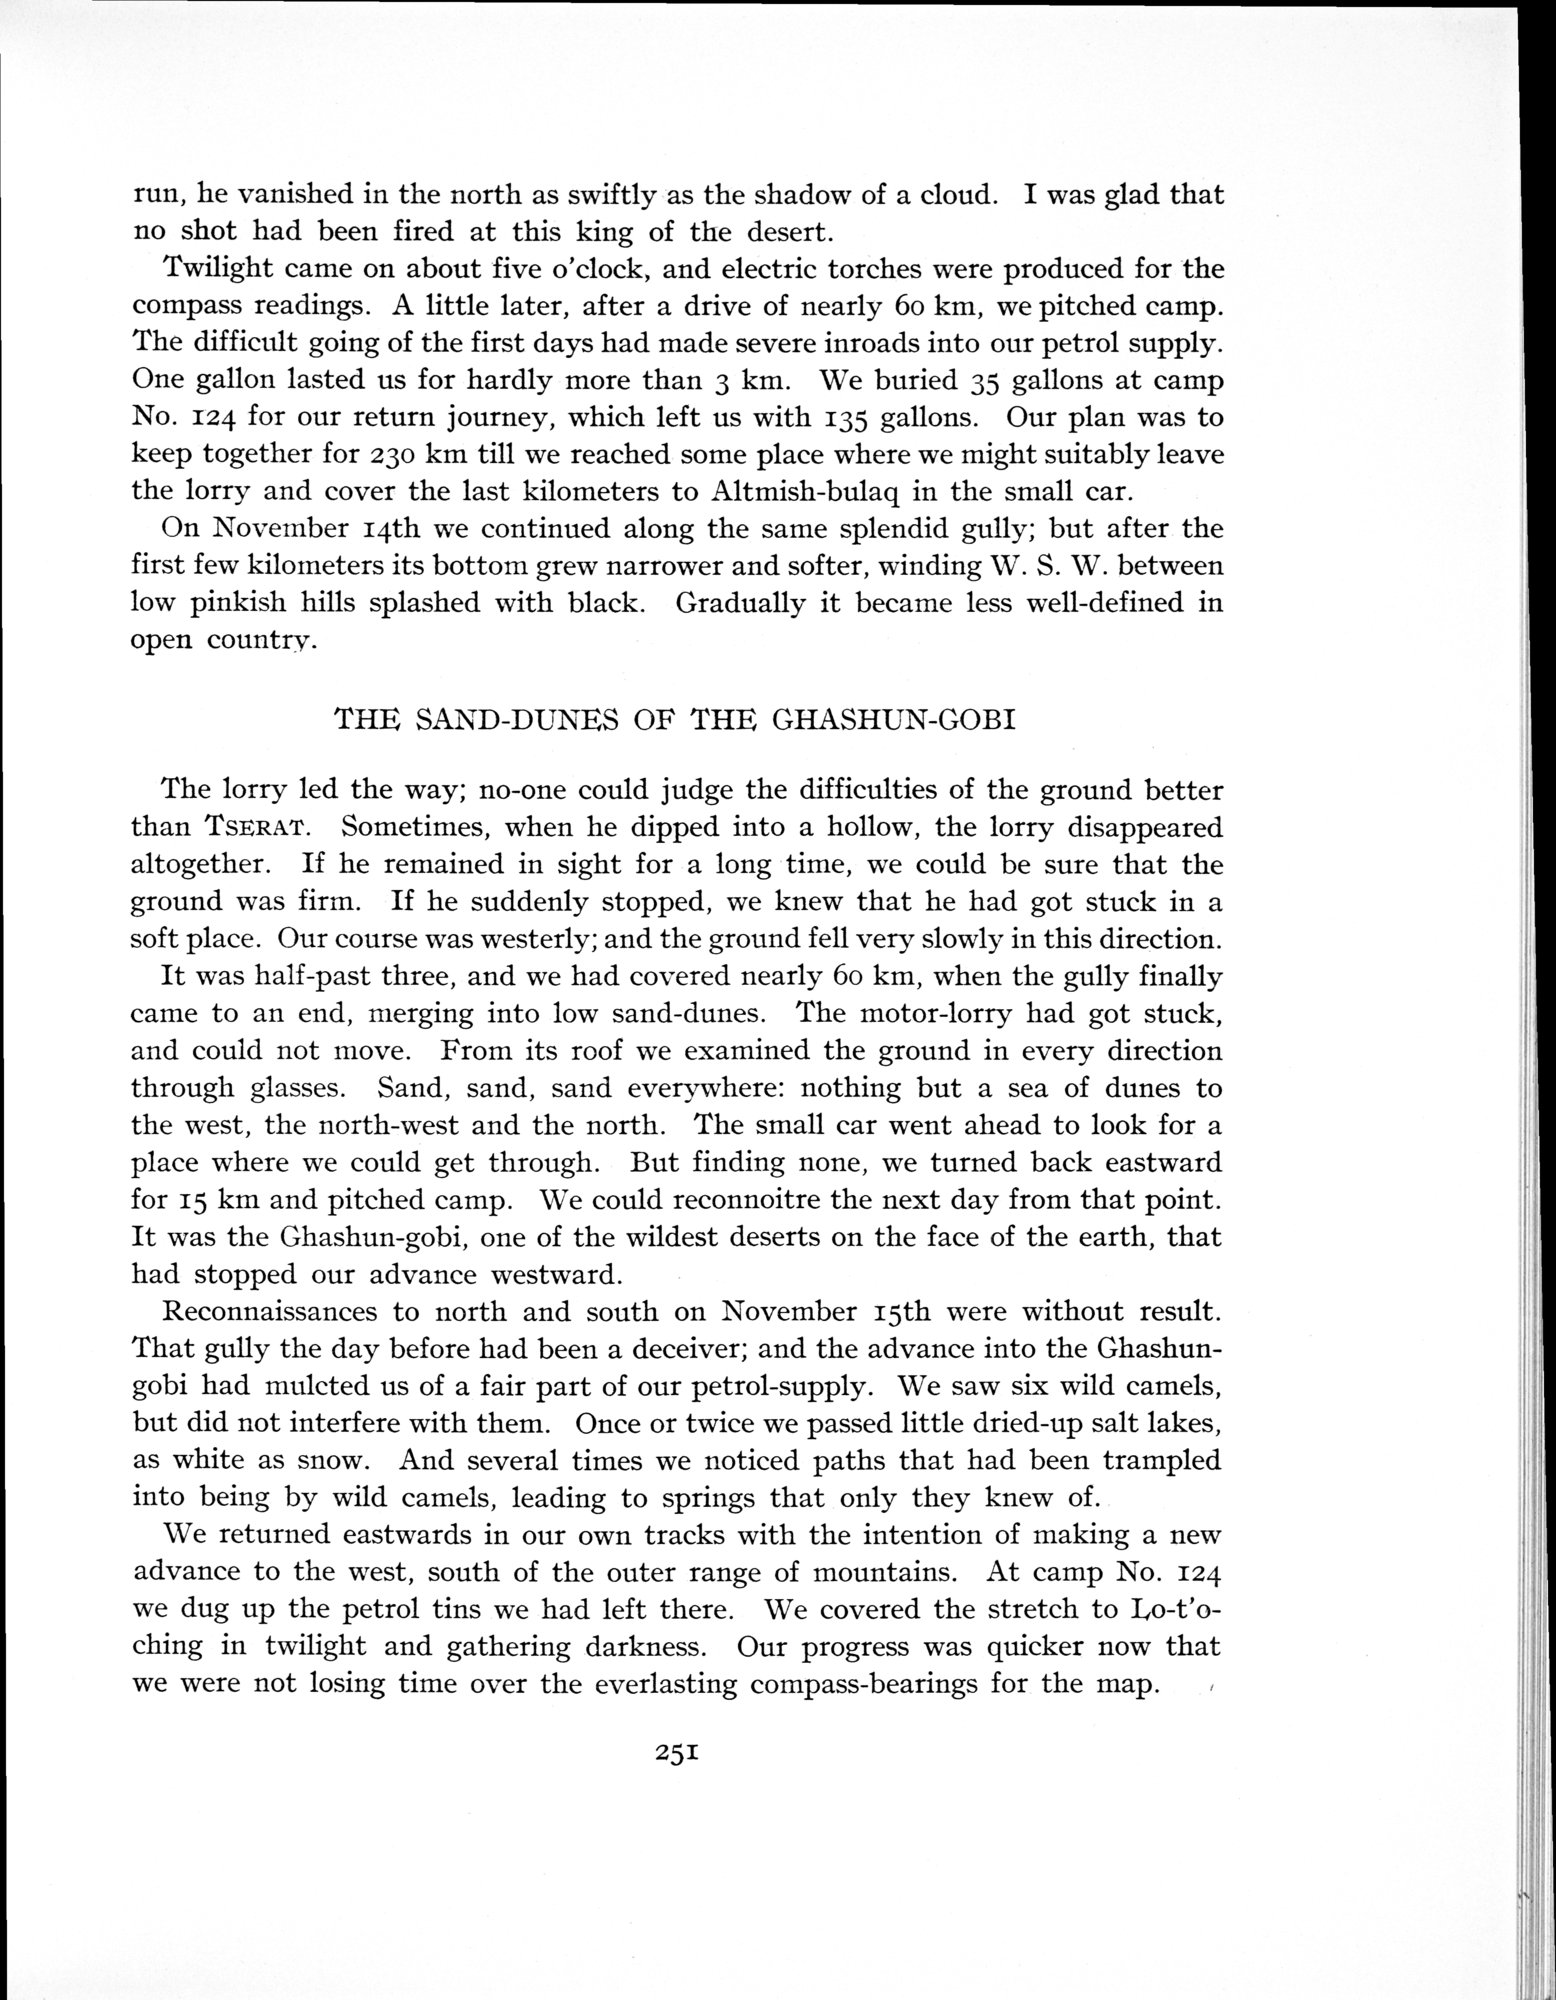 run, he vanished in the north as swiftly as the shadow of a cloud. I was glad that
no shot had been fired at this king of the desert.
Twilight came on about five o'clock, and electric torches were produced for the
compass readings. A little later, after a drive of nearly 60 km, we pitched camp.
The difficult going of the first days had made severe inroads into our petrol supply.
One gallon lasted us for hardly more than 3 km. We buried 35 gallons at camp
No. 124 for our return journey, which left us with 135 gallons. Our plan was to
keep together for 230 km till we reached some place where we might suitably leave
the lorry and cover the last kilometers to Altmish-bulaq in the small car.
On November 14th we continued along the same splendid gully; but after the
first few kilometers its bottom grew narrower and softer, winding W. S. W. between
low pinkish hills splashed with black. Gradually it became less well-defined in
open country.
THE SAND-DUNES OF THE GHASHUN-GOBI
The lorry led the way; no-one could judge the difficulties of the ground better
than TSERAT. Sometimes, when he dipped into a hollow, the lorry disappeared
altogether. If he remained in sight for a long time, we could be sure that the
ground was firm. If he suddenly stopped, we knew that he had got stuck in a
soft place. Our course was westerly; and the ground fell very slowly in this direction.
It was half-past three, and we had covered nearly 60 km, when the gully finally
came to an end, merging into low sand-dunes. The motor-lorry had got stuck,
and could not move. From its roof we examined the ground in every direction
through glasses. Sand, sand, sand everywhere: nothing but a sea of dunes to
the west, the north-west and the north. The small car went ahead to look for a
place where we could get through. But finding none, we turned back eastward
for 15 km and pitched camp. We could reconnoitre the next day from that point.
It was the Ghashun-gobi, one of the wildest deserts on the face of the earth, that
had stopped our advance westward.
Reconnaissances to north and south on November 15th were without result.
That gully the day before had been a deceiver; and the advance into the Ghashun-
gobi had mulcted us of a fair part of our petrol-supply. We saw six wild camels,
but did not interfere with them. Once or twice we passed little dried-up salt lakes,
as white as snow. And several times we noticed paths that had been trampled
into being by wild camels, leading to springs that only they knew of.
We returned eastwards in our own tracks with the intention of making a new
advance to the west, south of the outer range of mountains. At camp No. 124
we dug up the petrol tins we had left there. We covered the stretch to Lo-t'o-
ching in twilight and gathering darkness. Our progress was quicker now that
we were not losing time over the everlasting compass-bearings for the map.
251